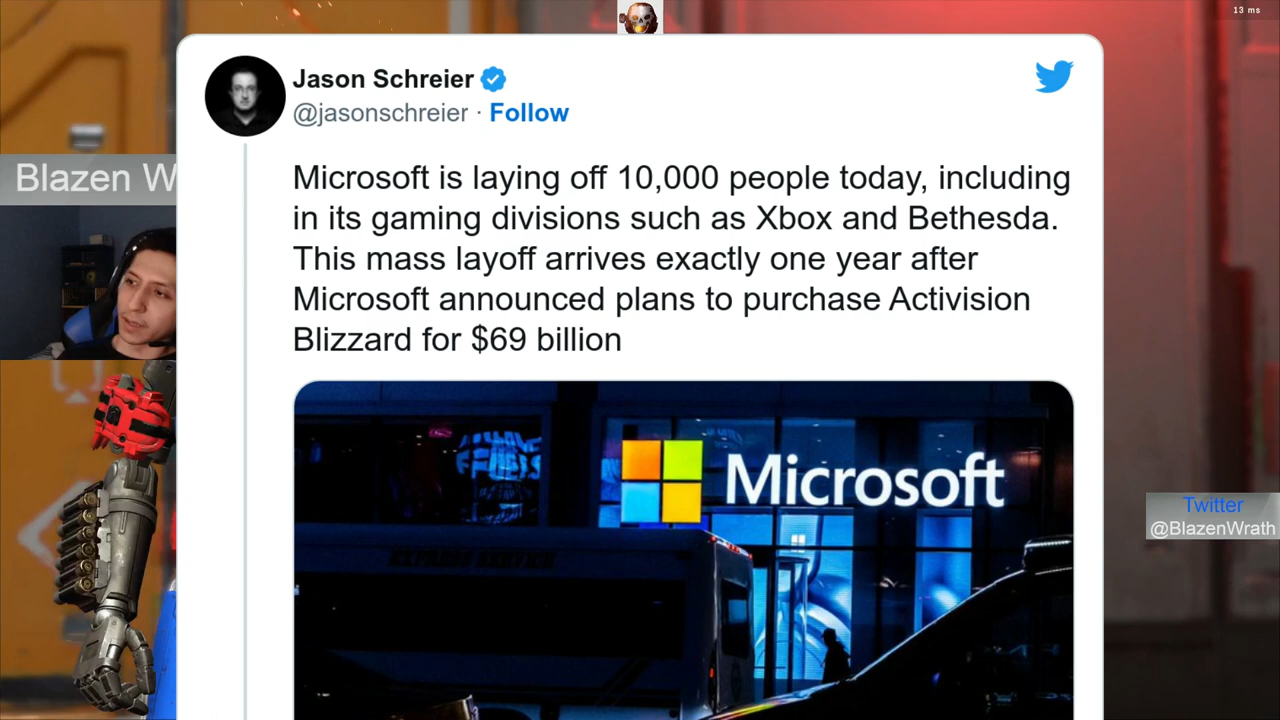 13 ms
Jason Schreier
@jasonschreier · Follow
Blazen W
Microsoft is laying off 10,000 people today, including
in its gaming divisions such as Xbox and Bethesda.
This mass layoff arrives exactly one year after
Microsoft announced plans to purchase Activision
Blizzard for $69 billion
Microsoft
Twitter
@BlazenWrath
EXPRESS SERVICE